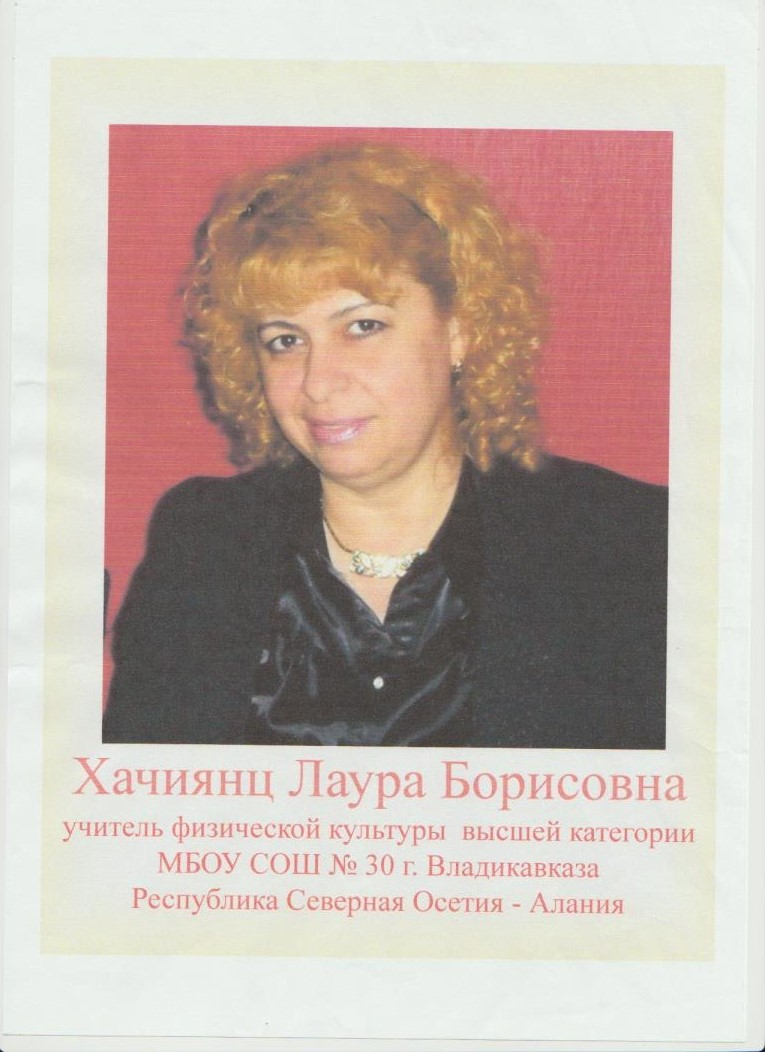 Хачиянц Лаура Борисовна
учитель физической культуры высшей категории
МБОУ СОШ № 30 г. Владикавказа
Республика Северная Осетия - Алания